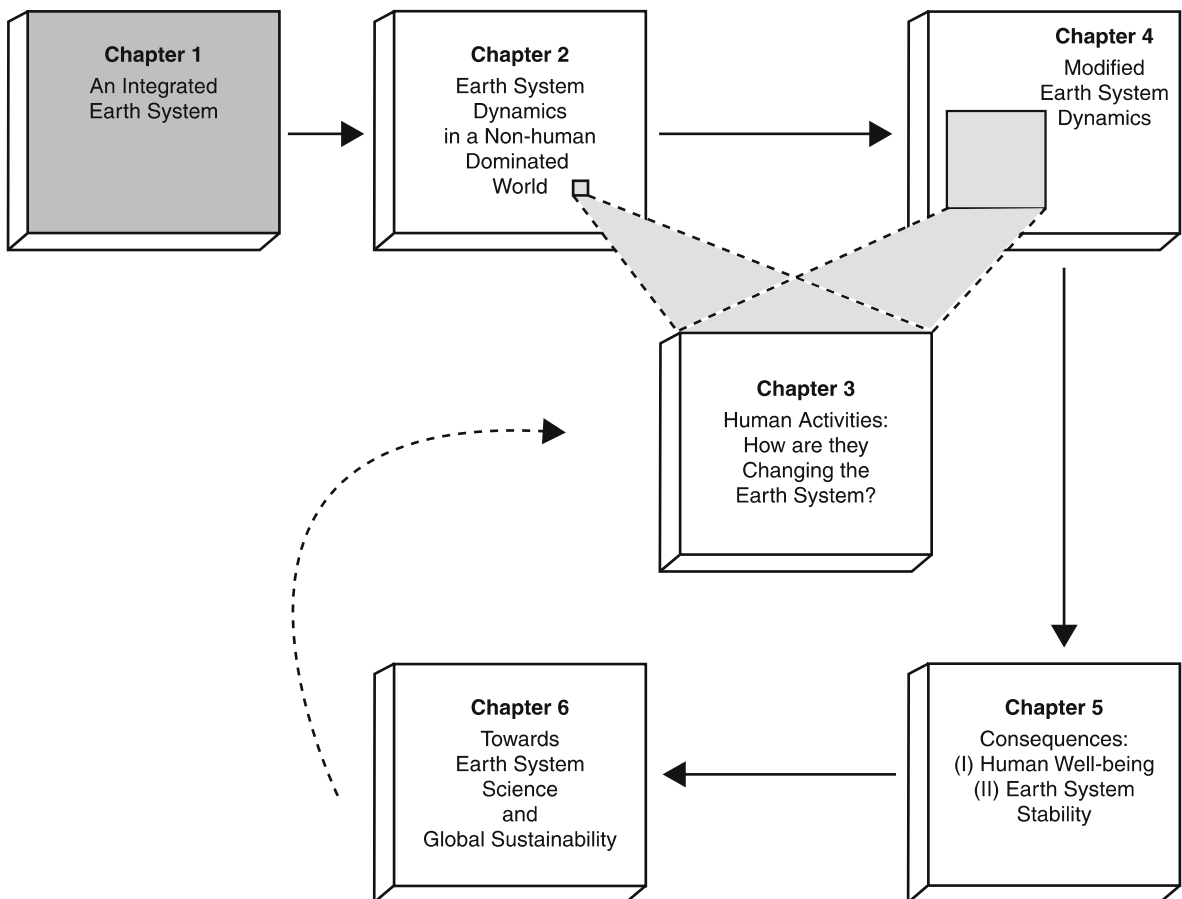 Chapter 1
An Integrated
Earth System
Chapter 2
Earth System
Dynamics
in a Non-human
Dominated
World
Chapter 4
Modified
Earth System
Dynamics
Chapter 3
Human Activities:
How are they
Changing the
Earth System?
Chapter 6
Towards
Earth System
Science
and
Global Sustainability
Chapter 5
Consequences:
(I) Human Well-being
(II) Earth System
Stability